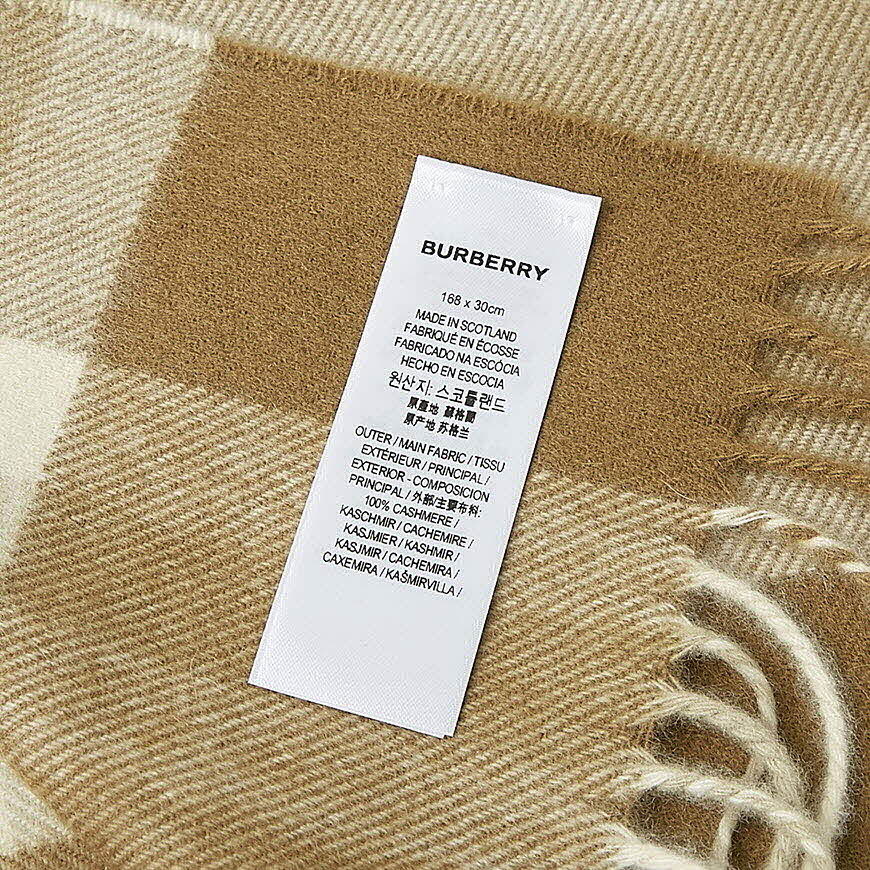 BURBERRY
168 x 30cm
MADE IN SCOTLAND
FABRIQUÉ EN ÉCOSSE
FABRICADO NA ESCÓCIA
HECHO EN ESCOCIA
원산지: 스코틀랜드
原產地 蘇格蘭
原产地 苏格兰
OUTER / MAIN FABRIC / TISSU
EXTÉRIEUR / PRINCIPAL /
EXTERIOR - COMPOSICION
PRINCIPAL / 外部/主要布料:
100% CASHMERE /
KASCHMIR / CACHEMIRE /
KASJMIER / KASHMIR /
KASJMIR / CACHEMIRA /
CAXEMIRA / KAŠMIRVILLA /